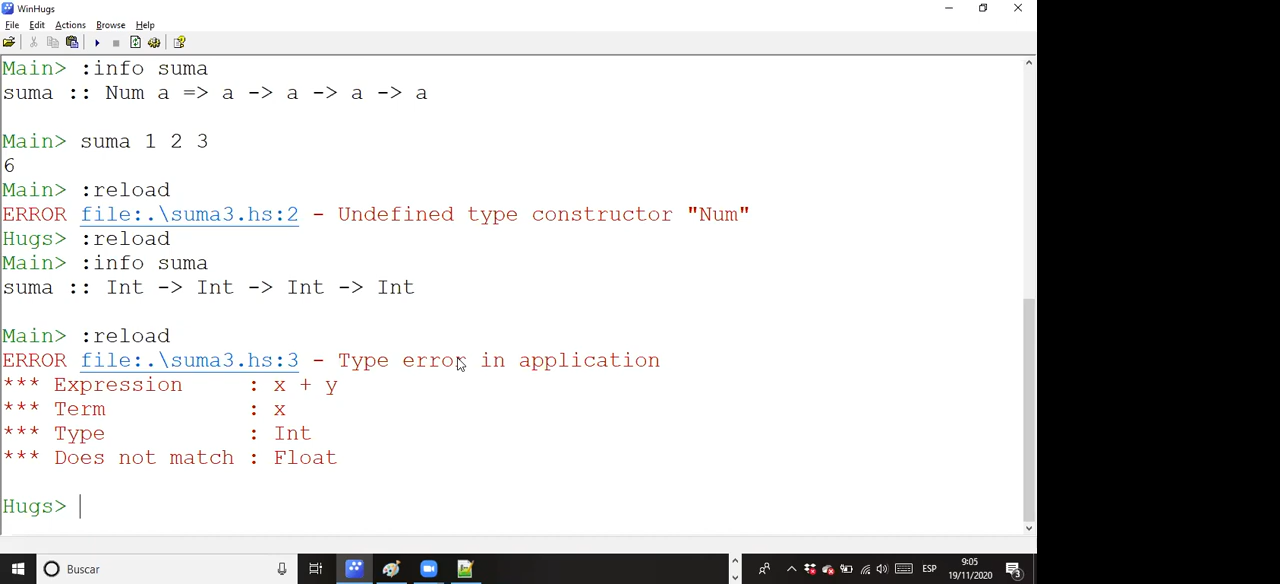 WinHugs
File Edit Actions Browse Help
Main> :info suma
suma :: Num a => a -> a -> a -> a
Main> suma 1 2 3
6
Main> :reload
ERROR file:.\suma3.hs:2 - Undefined type constructor "Num"
Hugs> :reload
Main> :info suma
suma :: Int -> Int -> Int -> Int
Main> :reload
ERROR file:.\suma3.hs:3 - Type error in application
*** Expression : x + y
*** Term : x
*** Type : Int
*** Does not match : Float
Hugs>
Buscar
ESP
9:05
19/11/2020
3